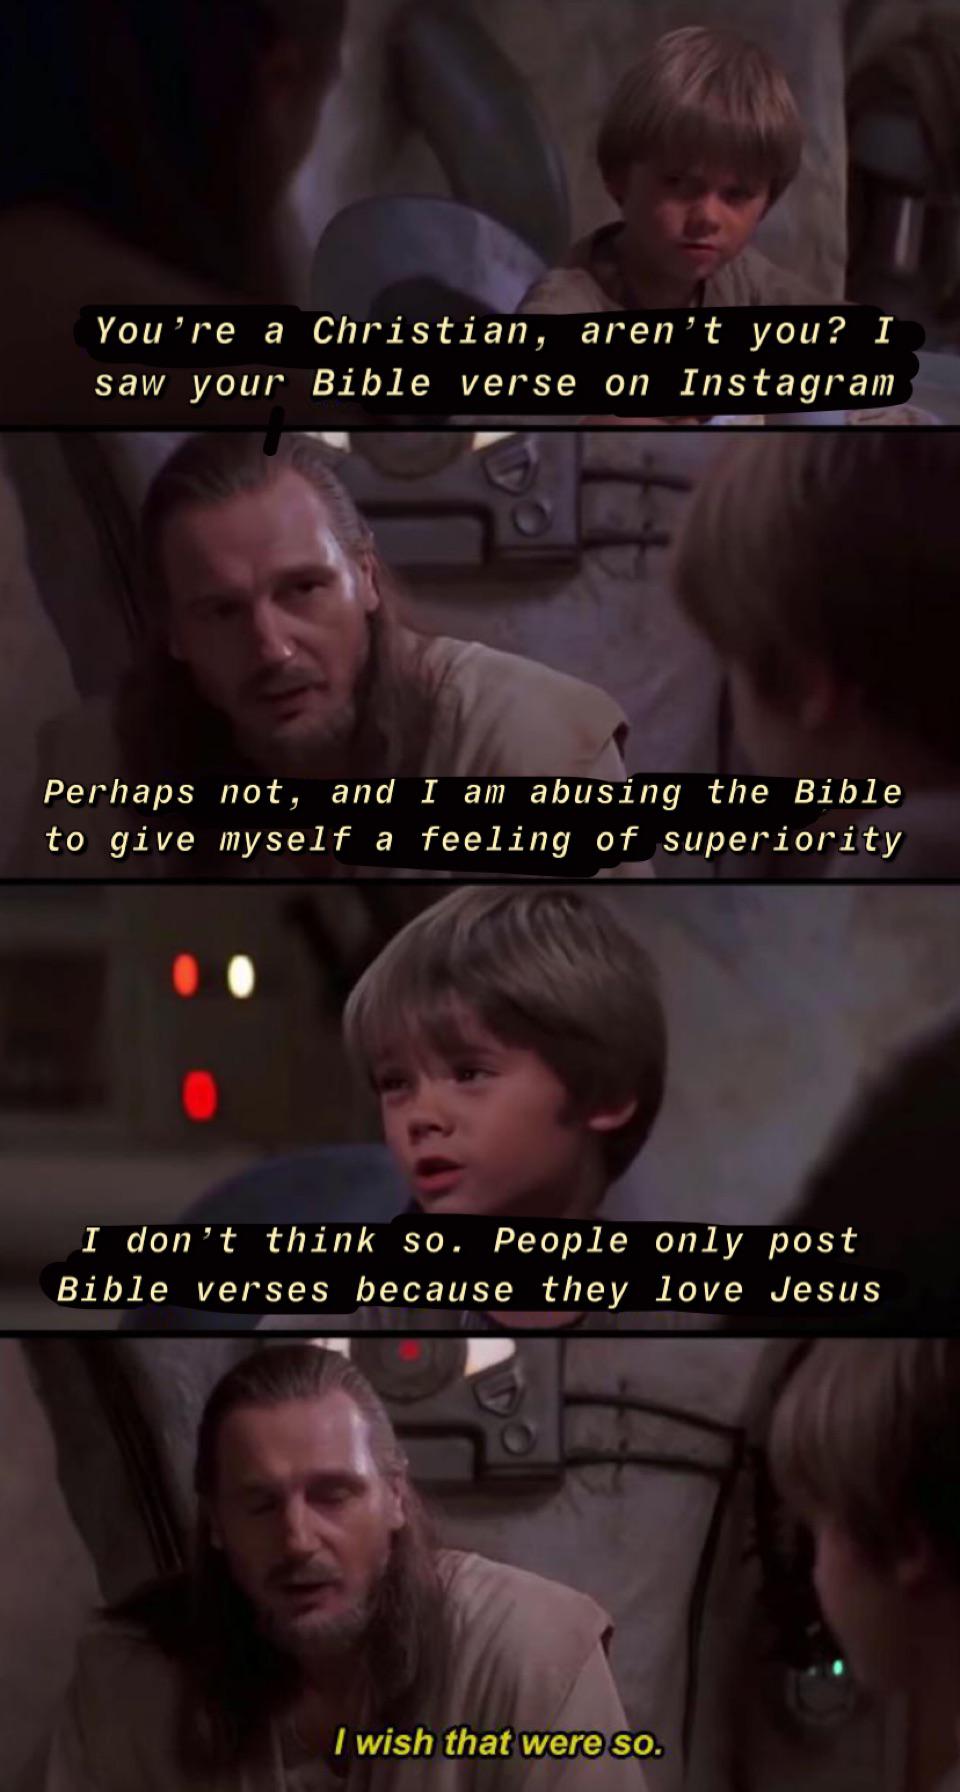 You're a Christian, aren't you? I
saw your Bible verse on Instagram
Perhaps not, and I am abusing the Bible
to give myself a feeling of superiority
I don't think so. People only post
Bible verses because they love Jesus
I wish that were so.